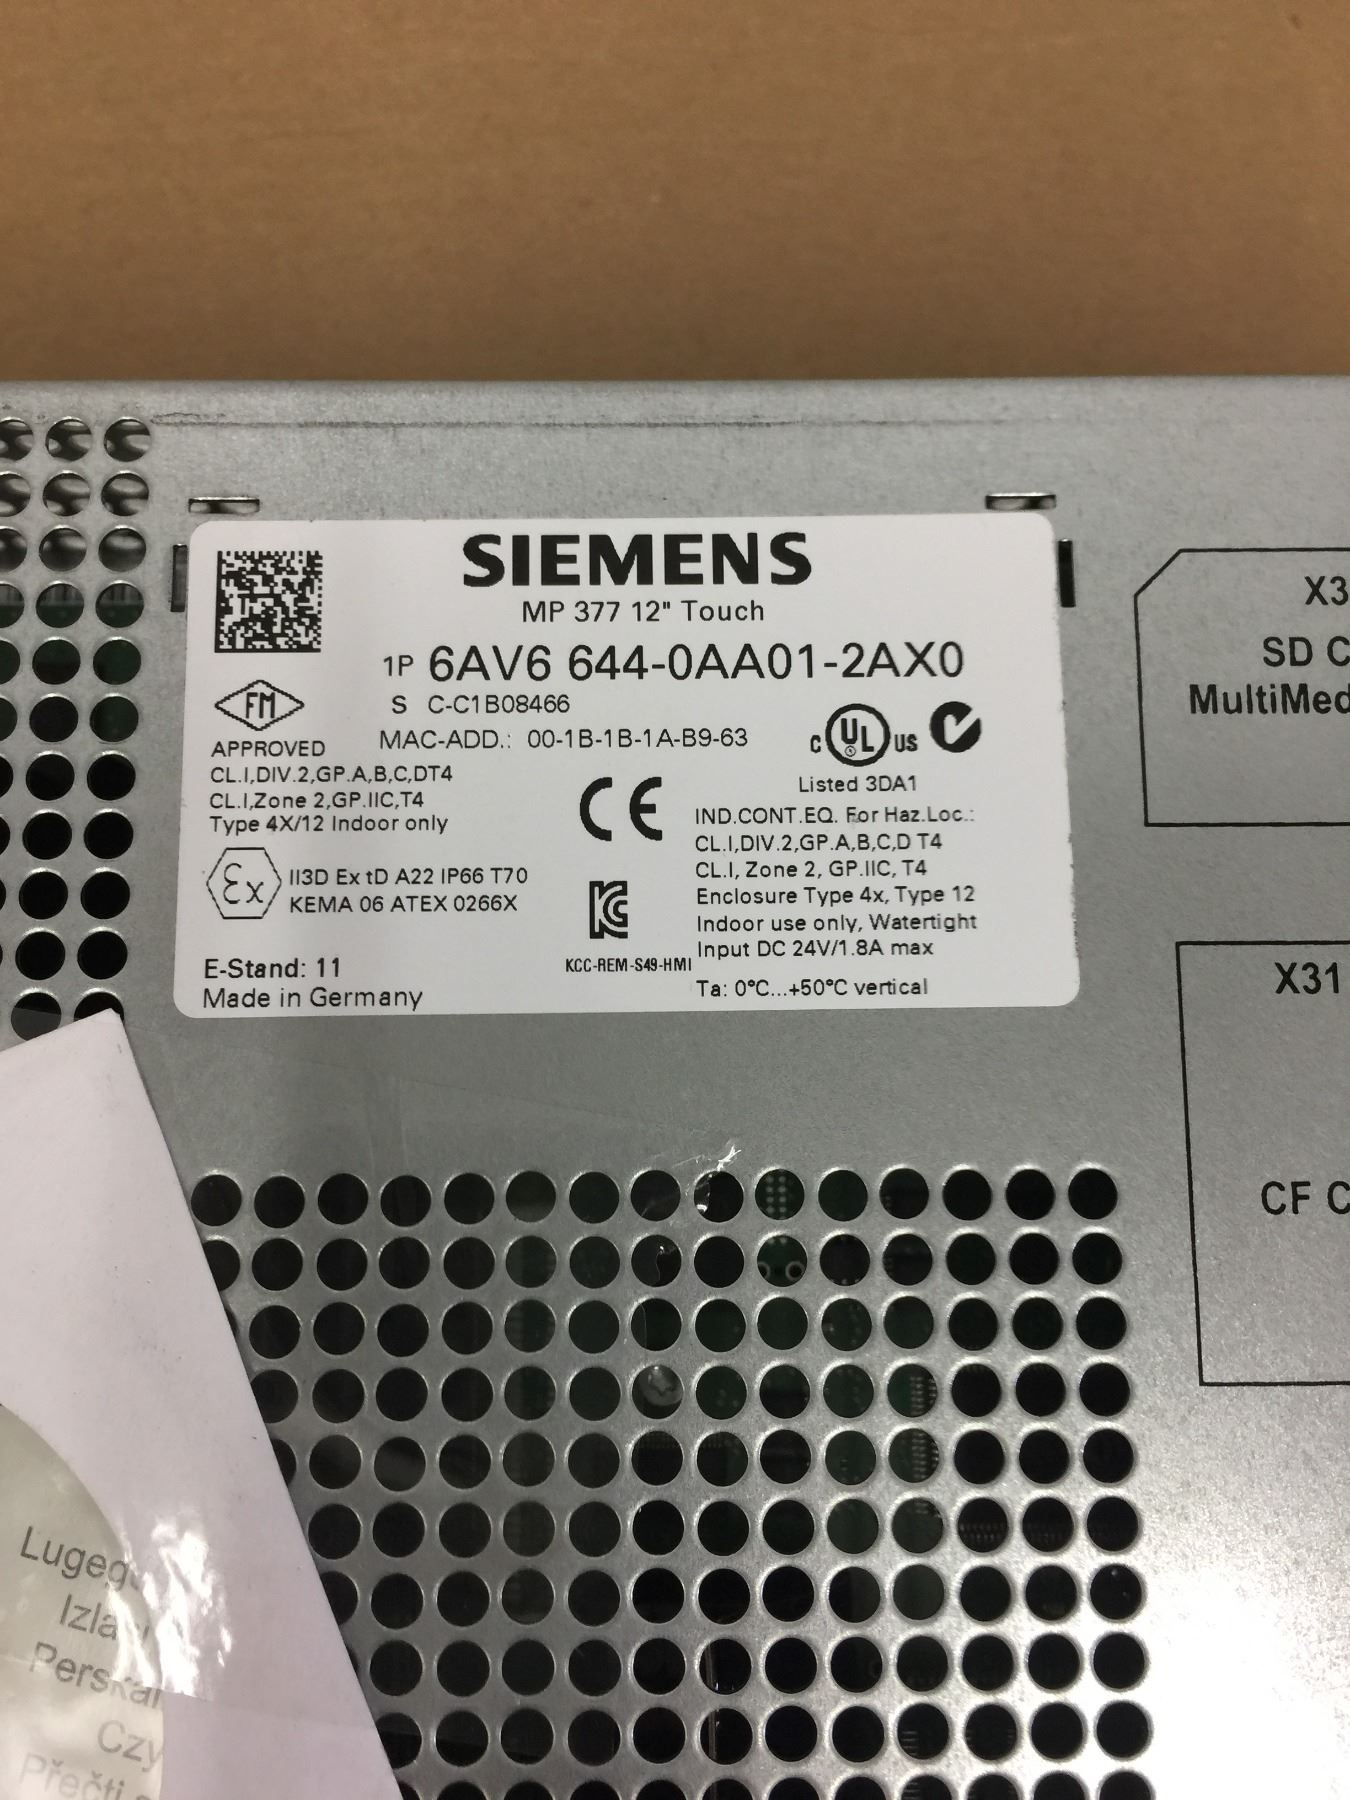 SIEMENS
MP 377 12" Touch
1P 6AV6 644-0AA01-2AX0
S C-C1B08466
MAC-ADD.: 00-1B-1B-1A-B9-63
FM
APPROVED
CL.I,DIV.2,GP.A,B,C,DT4
CL.I,Zone 2,GP.IIC,T4
Type 4X/12 Indoor only
Ex
II3D Ex tD A22 IP66 T70
KEMA 06 ATEX 0266X
E-Stand: 11
Made in Germany
CE
KCC-REM-S49-HMI
C UL US
Listed 3DA1
IND.CONT.EQ. For Haz.Loc.:
CL.I,DIV.2,GP.A,B,C,D T4
CL.I, Zone 2, GP.IIC, T4
Enclosure Type 4x, Type 12
Indoor use only, Watertight
Input DC 24V/1.8A max
Ta: 0°C...+50°C vertical
X3
SD C
MultiMed
X31
CF C
Lugeg
Izla
Perskai
Czy
Přečti